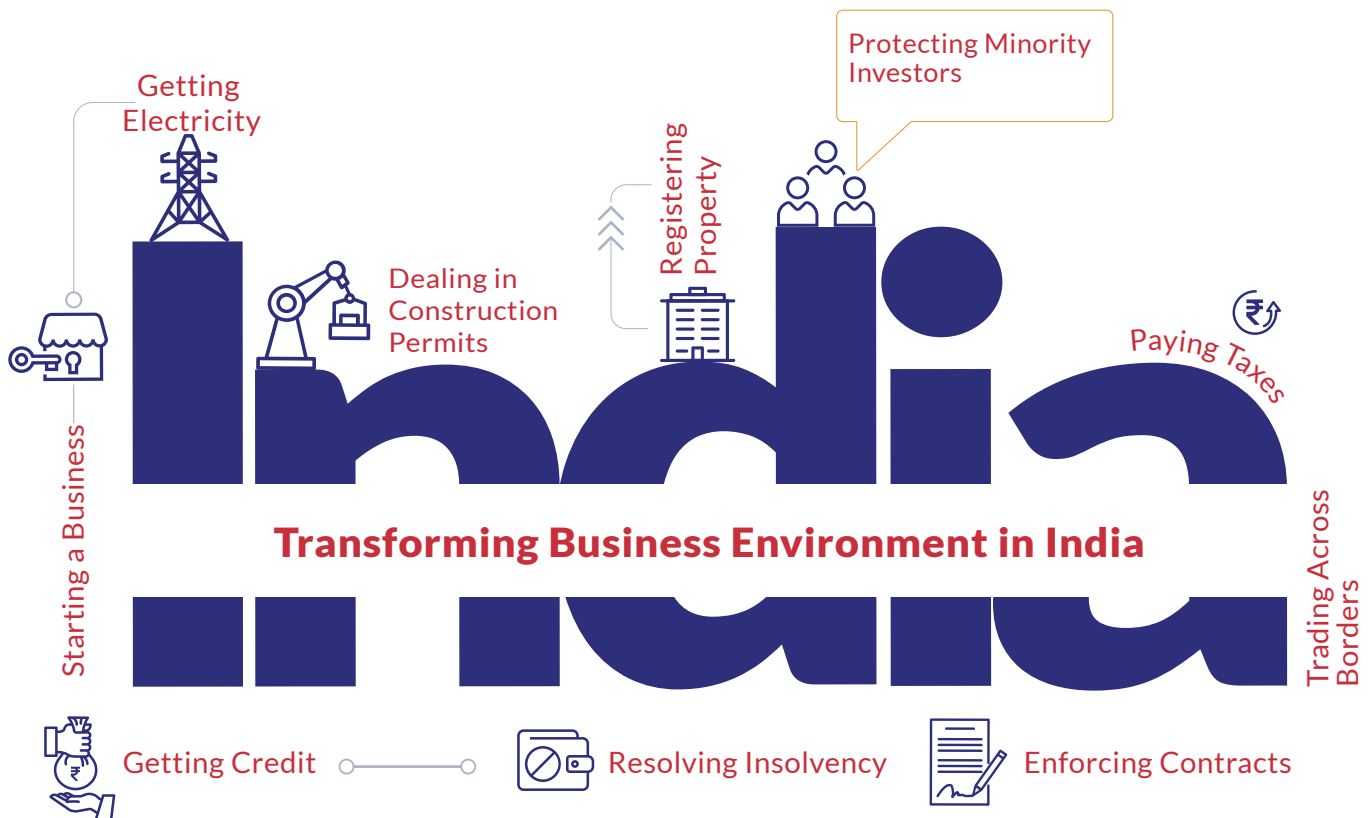 Protecting Minority
Investors
Getting
Electricity
Registering
Property
Dealing in
Construction
Permits
₹
Paying Taxes
India
Starting a Business
Transforming Business Environment in India
Trading Across
Borders
₹
Getting Credit
Resolving Insolvency
Enforcing Contracts